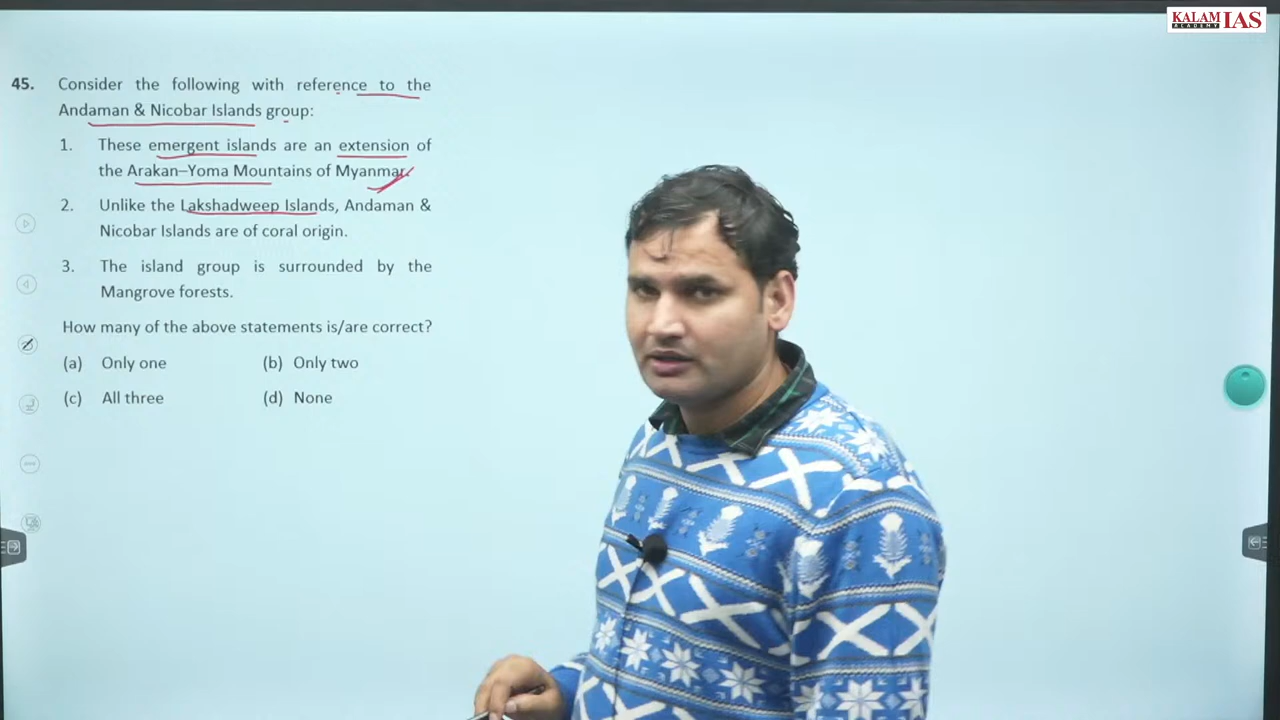 KALAM IAS
ACADEMY
45. Consider the following with reference to the
Andaman & Nicobar Islands group:
1. These emergent islands are an extension of
the Arakan–Yoma Mountains of Myanmar.
2. Unlike the Lakshadweep Islands, Andaman &
Nicobar Islands are of coral origin.
3. The island group is surrounded by the
Mangrove forests.
How many of the above statements is/are correct?
(a) Only one (b) Only two
(c) All three (d) None